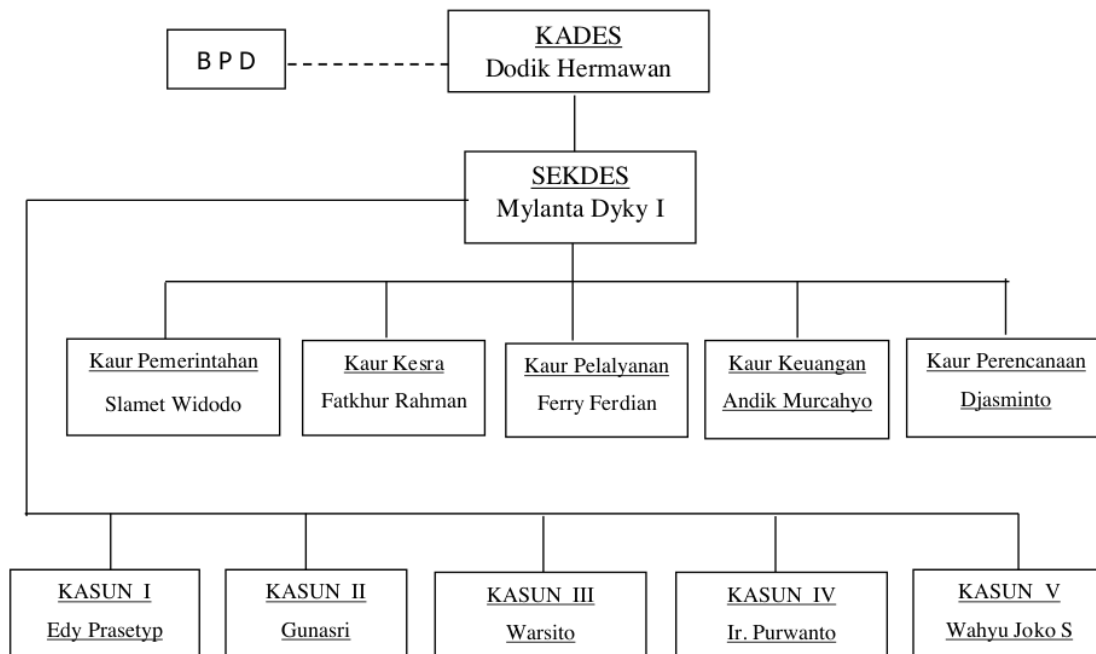 KADES
Dodik Hermawan
B P D
SEKDES
Mylanta Dyky I
Kaur Pemerintahan
Slamet Widodo
Kaur Kesra
Fatkhur Rahman
Kaur Pelalyanan
Ferry Ferdian
Kaur Keuangan
Andik Murcahyo
Kaur Perencanaan
Djasminto
KASUN I
Edy Prasetyp
KASUN II
Gunasri
KASUN III
Warsito
KASUN IV
Ir. Purwanto
KASUN V
Wahyu Joko S